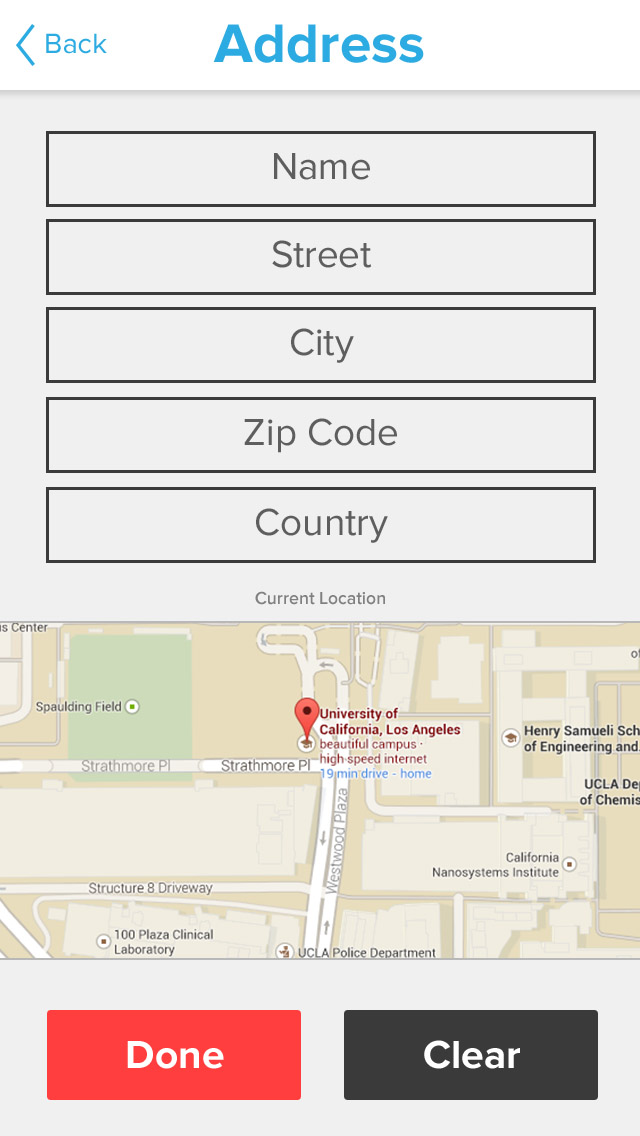 Back
Address
Name
Street
City
Zip Code
Country
Current Location
is Center
Spaulding Field
University of
California, Los Angeles
beautiful campus ·
high speed internet
19 min drive - home
Strathmore Pl
Strathmore Pl
Henry Samueli Sch
of Engineering and
UCLA De
of Chemis
Westwood Plaza
California
Nanosystems Institute
Structure 8 Driveway
100 Plaza Clinical
Laboratory
UCLA Police Department
Done
Clear